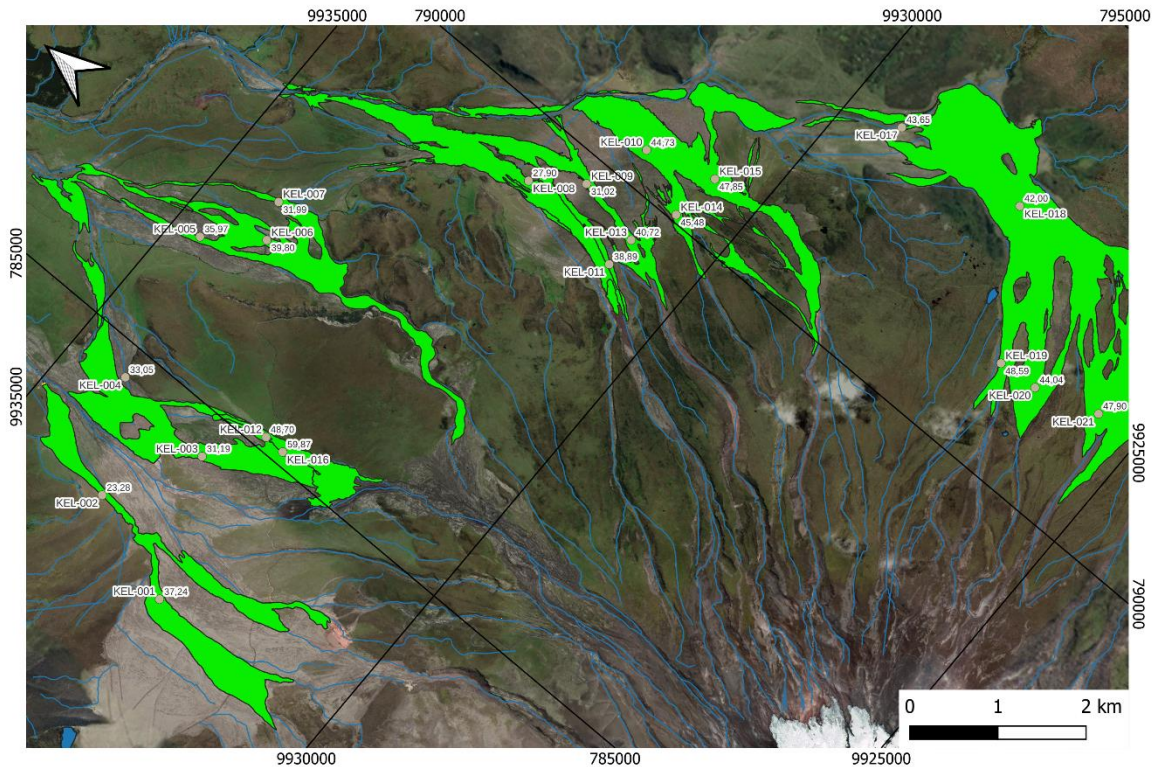 9935000
790000
9930000
795000
KEL-017
43,65
KEL-010
44,73
KEL-015
47,85
27,90
KEL-008
KEL-009
31,02
KEL-007
31,99
42,00
KEL-018
KEL-014
45,48
KEL-005
35,97
KEL-006
39,80
KEL-013
40,72
785000
38,89
KEL-011
KEL-019
48,59
33,05
KEL-004
44,04
KEL-020
9935000
47,90
KEL-021
KEL-012
48,70
59,87
KEL-016
KEL-003
31,19
9925000
23,28
KEL-002
KEL-001
37,24
790000
0 1 2 km
9930000
785000
9925000